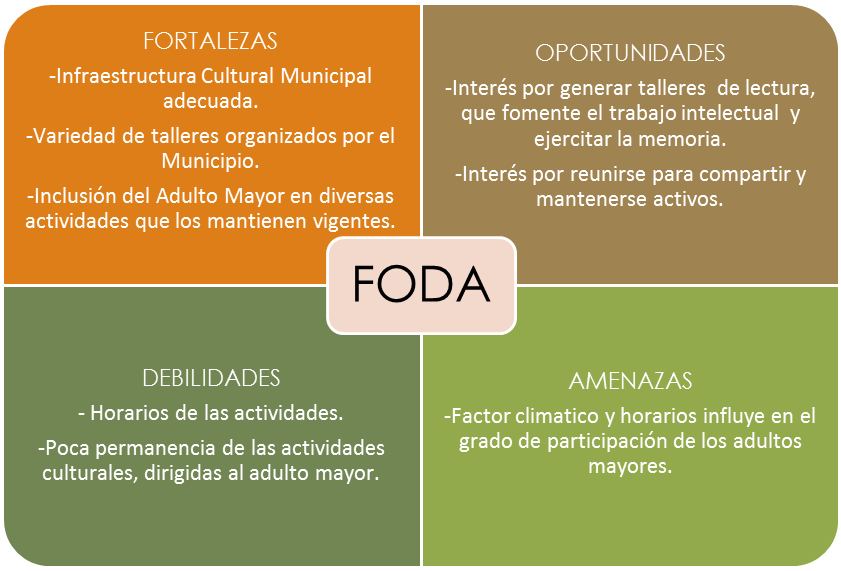 FORTALEZAS
-Infraestructura Cultural Municipal
adecuada.
-Variedad de talleres organizados por el
Municipio.
-Inclusión del Adulto Mayor en diversas
actividades que los mantienen vigentes.
OPORTUNIDADES
-Interés por generar talleres de lectura,
que fomente el trabajo intelectual y
ejercitar la memoria.
-Interés por reunirse para compartir y
mantenerse activos.
FODA
DEBILIDADES
- Horarios de las actividades.
-Poca permanencia de las actividades
culturales, dirigidas al adulto mayor.
AMENAZAS
-Factor climatico y horarios influye en el
grado de participación de los adultos
mayores.